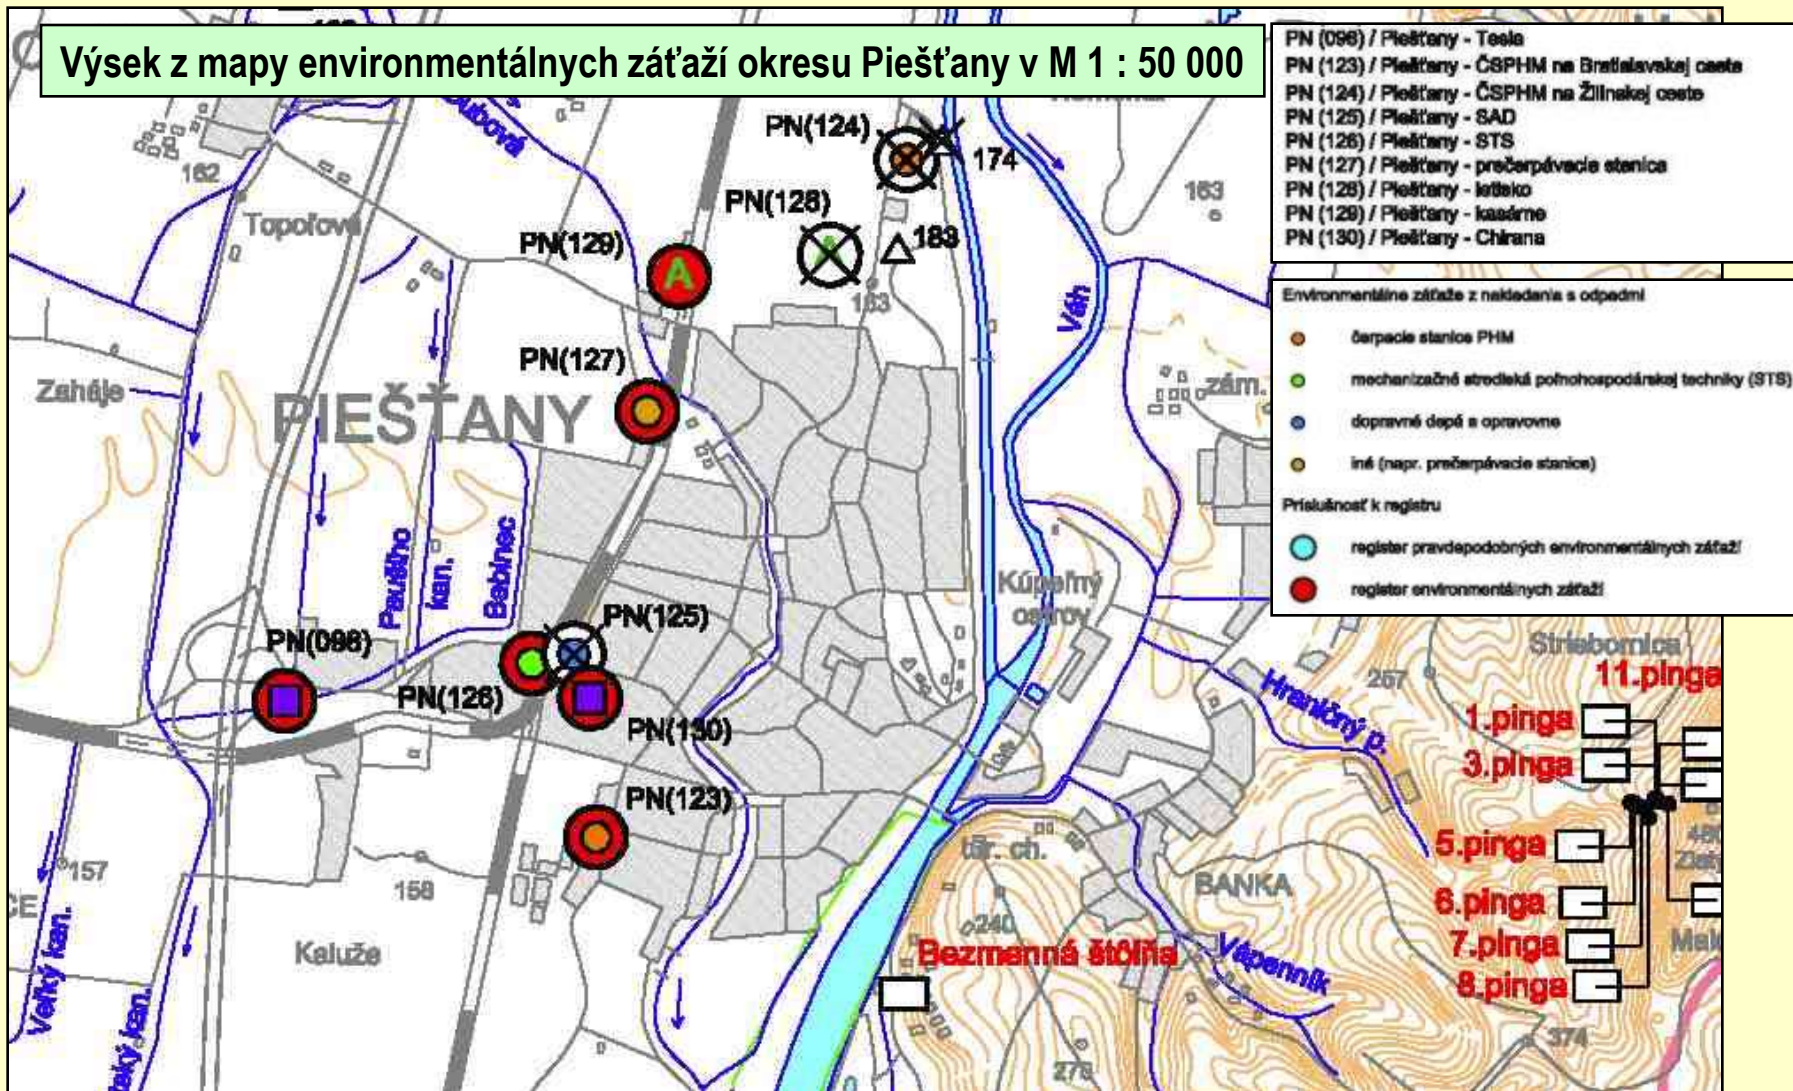 Výsek z mapy environmentálnych záťaží okresu Piešťany v M 1 : 50 000
PN (096) / Piešťany - Tesla
PN (123) / Piešťany - ČSPHM na Bratislavskej ceste
PN (124) / Piešťany - ČSPHM na Žilinskej ceste
PN (125) / Piešťany - SAD
PN (126) / Piešťany - STS
PN (127) / Piešťany - prečerpávacia stanica
PN (128) / Piešťany - letisko
PN (129) / Piešťany - kasárne
PN (130) / Piešťany - Chirana
Environmentálne záťaže z nakladania s odpadmi
čerpacie stanice PHM
mechanizačné strediská poľnohospodárskej techniky (STS)
dopravné depá a opravovne
iné (napr. prečerpávacie stanice)
Príslušnosť k registru
register pravdepodobných environmentálnych záťaží
register environmentálnych záťaží
PN(124)
174
162
PN(128)
163
Topoľová
PN(129)
A
183
163
Váh
PN(127)
Zaháje
zám.
PIEŠŤANY
Babinec
kan.
Kúpeľný
ostrov
PN(125)
PN(096)
Striebornica
257
11.pinga
PN(126)
Hraničný p.
1.pinga
PN(130)
3.pinga
PN(123)
5.pinga
tur. ch.
157
158
BANKA
6.pinga
240
Kaluže
Bezmenná štôlňa
7.pinga
Vápenník
8.pinga
Veľký kan.
374